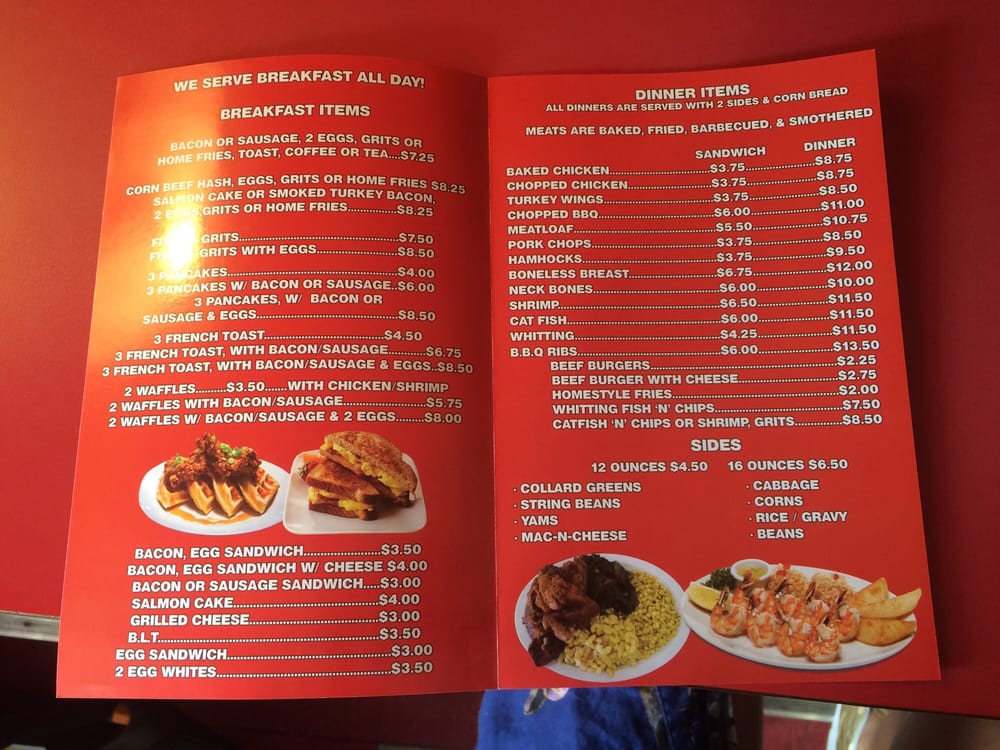 WE SERVE BREAKFAST ALL DAY!
BREAKFAST ITEMS
BACON OR SAUSAGE, 2 EGGS, GRITS OR
HOME FRIES, TOAST, COFFEE OR TEA....$7.25
CORN BEEF HASH, EGGS, GRITS OR HOME FRIES $8.25
SALMON CAKE OR SMOKED TURKEY BACON,
2 EGGS,GRITS OR HOME FRIES...............$8.25
GRITS...............$7.50
GRITS WITH EGGS...............$8.50
3 PANCAKES...............$4.00
3 PANCAKES W/ BACON OR SAUSAGE..$6.00
3 PANCAKES, W/ BACON OR
SAUSAGE & EGGS...............$8.50
3 FRENCH TOAST...............$4.50
3 FRENCH TOAST, WITH BACON/SAUSAGE.........$6.75
3 FRENCH TOAST, WITH BACON/SAUSAGE & EGGS..$8.50
2 WAFFLES.......$3.50......WITH CHICKEN/SHRIMP
2 WAFFLES WITH BACON/SAUSAGE...............$5.75
2 WAFFLES W/ BACON/SAUSAGE & 2 EGGS.......$8.00
BACON, EGG SANDWICH...............$3.50
BACON, EGG SANDWICH W/ CHEESE $4.00
BACON OR SAUSAGE SANDWICH....$3.00
SALMON CAKE...............$4.00
GRILLED CHEESE...............$3.00
B.L.T...............$3.50
EGG SANDWICH...............$3.00
2 EGG WHITES...............$3.50
DINNER ITEMS
ALL DINNERS ARE SERVED WITH 2 SIDES & CORN BREAD
MEATS ARE BAKED, FRIED, BARBECUED, & SMOTHERED
SANDWICH DINNER
BAKED CHICKEN...............$3.75...............$8.75
CHOPPED CHICKEN...............$3.75...............$8.75
TURKEY WINGS...............$3.75...............$8.50
CHOPPED BBQ...............$6.00...............$11.00
MEATLOAF...............$5.50...............$10.75
PORK CHOPS...............$3.75...............$8.50
HAMHOCKS...............$3.75...............$9.50
BONELESS BREAST...............$6.75...............$12.00
NECK BONES...............$6.00...............$10.00
SHRIMP...............$6.50...............$11.50
CAT FISH...............$6.00...............$11.50
WHITTING...............$4.25...............$11.50
B.B.Q RIBS...............$6.00...............$13.50
BEEF BURGERS...............$2.25
BEEF BURGER WITH CHEESE...............$2.75
HOMESTYLE FRIES...............$2.00
WHITTING FISH 'N' CHIPS...............$7.50
CATFISH 'N' CHIPS OR SHRIMP, GRITS...............$8.50
SIDES
12 OUNCES $4.50 16 OUNCES $6.50
· COLLARD GREENS
· STRING BEANS
· YAMS
· MAC-N-CHEESE
· CABBAGE
· CORNS
· RICE / GRAVY
· BEANS